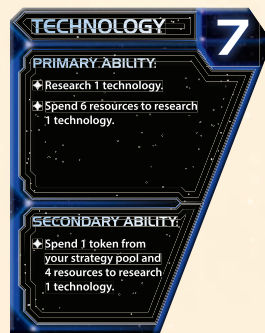 TECHNOLOGY
7
PRIMARY ABILITY:
Research 1 technology.
Spend 6 resources to research
1 technology.
SECONDARY ABILITY:
Spend 1 token from
your strategy pool and
4 resources to research
1 technology.